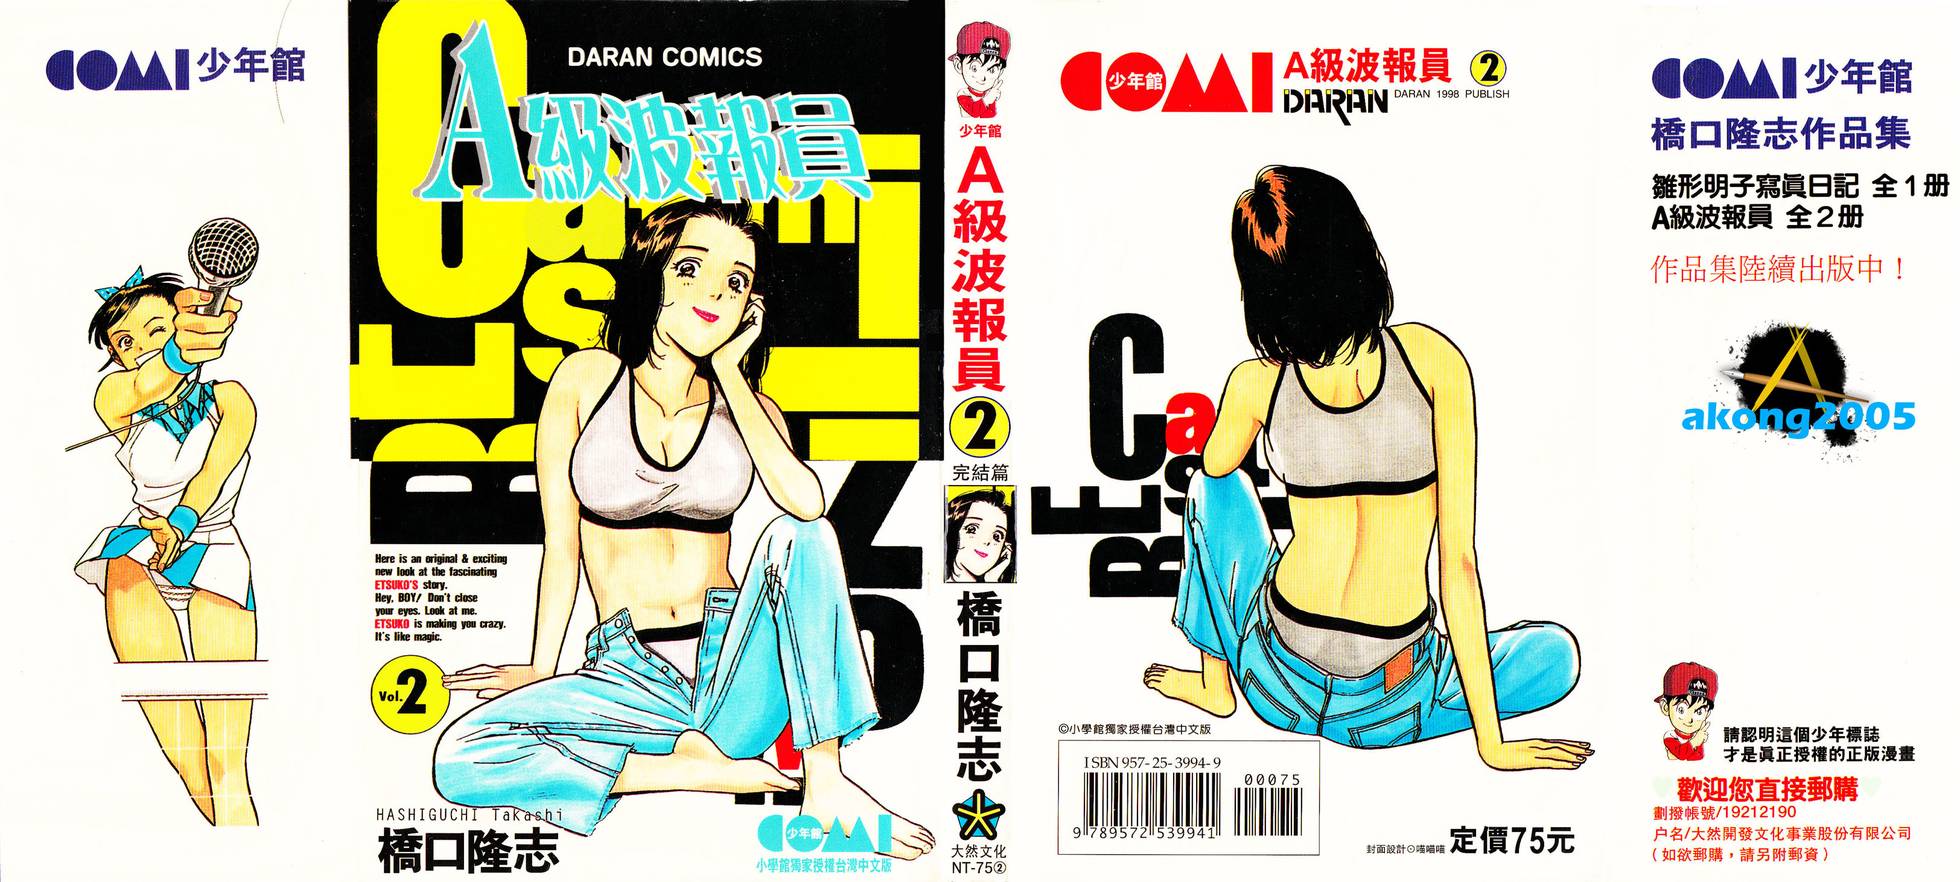 COMI 少年館
DARAN COMICS
A級波報員
Here is an original & exciting
new look at the fascinating
ETSUKO'S story.
Hey, BOY/ Don't close
your eyes. Look at me.
ETSUKO is making you crazy.
It's like magic.
Vol.2
HASHIGUCHI Takashi
橋口隆志
COMI 少年館
小學館獨家授權台灣中文版
少年館
A級波報員
2
完結篇
橋口隆志
大然文化
NT-75②
COMI 少年館
A級波報員 2
DARAN DARAN 1998 PUBLISH
©小學館獨家授權台灣中文版
ISBN 957-25-3994-9
00075
9 789572 539941
封面設計⊙喵喵喵
定價75元
COMI 少年館
橋口隆志作品集
雛形明子寫眞日記 全1册
A級波報員 全2册
作品集陸續出版中！
akong2005
請認明這個少年標誌
才是眞正授權的正版漫畫
歡迎您直接郵購
劃撥帳號/19212190
户名/大然開發文化事業股份有限公司
(如欲郵購，請另附郵資)